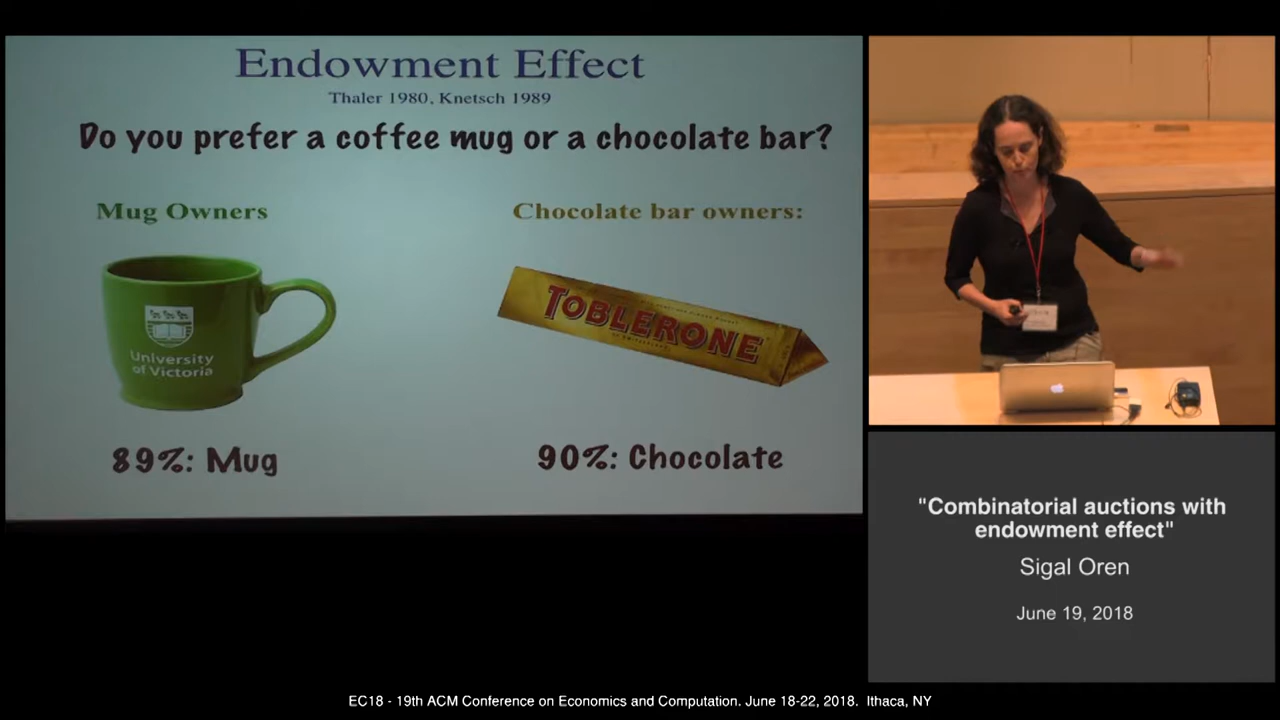 Endowment Effect
Thaler 1980, Knetsch 1989
Do you prefer a coffee mug or a chocolate bar?
Mug Owners
Chocolate bar owners:
University
of Victoria
TOBLERONE
89%: Mug
90%: Chocolate
"Combinatorial auctions with
endowment effect"
Sigal Oren
June 19, 2018
EC18 - 19th ACM Conference on Economics and Computation. June 18-22, 2018. Ithaca, NY